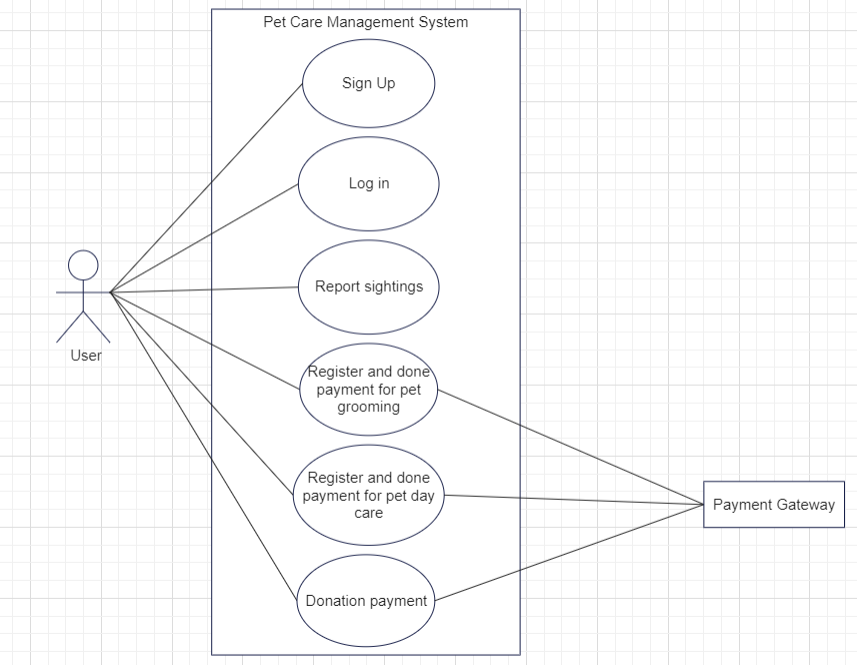 Pet Care Management System
Sign Up
Log in
Report sightings
User
Register and done
payment for pet
grooming
Register and done
payment for pet day
care
Payment Gateway
Donation payment